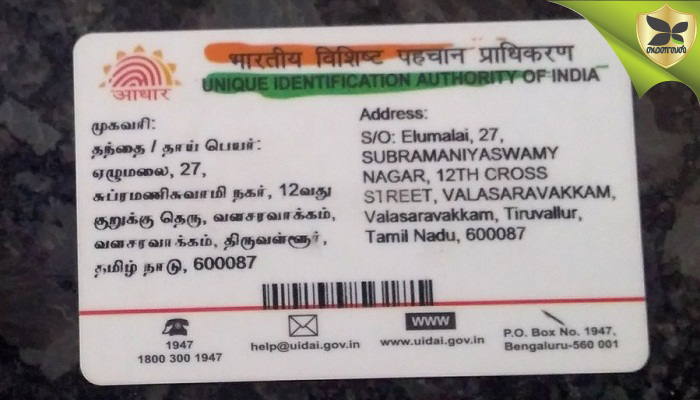 आधार
भारतीय विशिष्ट पहचान प्राधिकरण
UNIQUE IDENTIFICATION AUTHORITY OF INDIA
முகவரி:
தந்தை / தாய் பெயர்:
ஏழுமலை, 27,
சுப்ரமணிசுவாமி நகர், 12வது
குறுக்கு தெரு, வளசரவாக்கம்,
வளசரவாக்கம், திருவள்ளூர்,
தமிழ் நாடு, 600087
Address:
S/O: Elumalai, 27,
SUBRAMANIYASWAMY
NAGAR, 12TH CROSS
STREET, VALASARAVAKKAM,
Valasaravakkam, Tiruvallur,
Tamil Nadu, 600087
1947
1800 300 1947
help@uidai.gov.in
WWW
www.uidai.gov.in
P.O. Box No. 1947,
Bengaluru-560 001